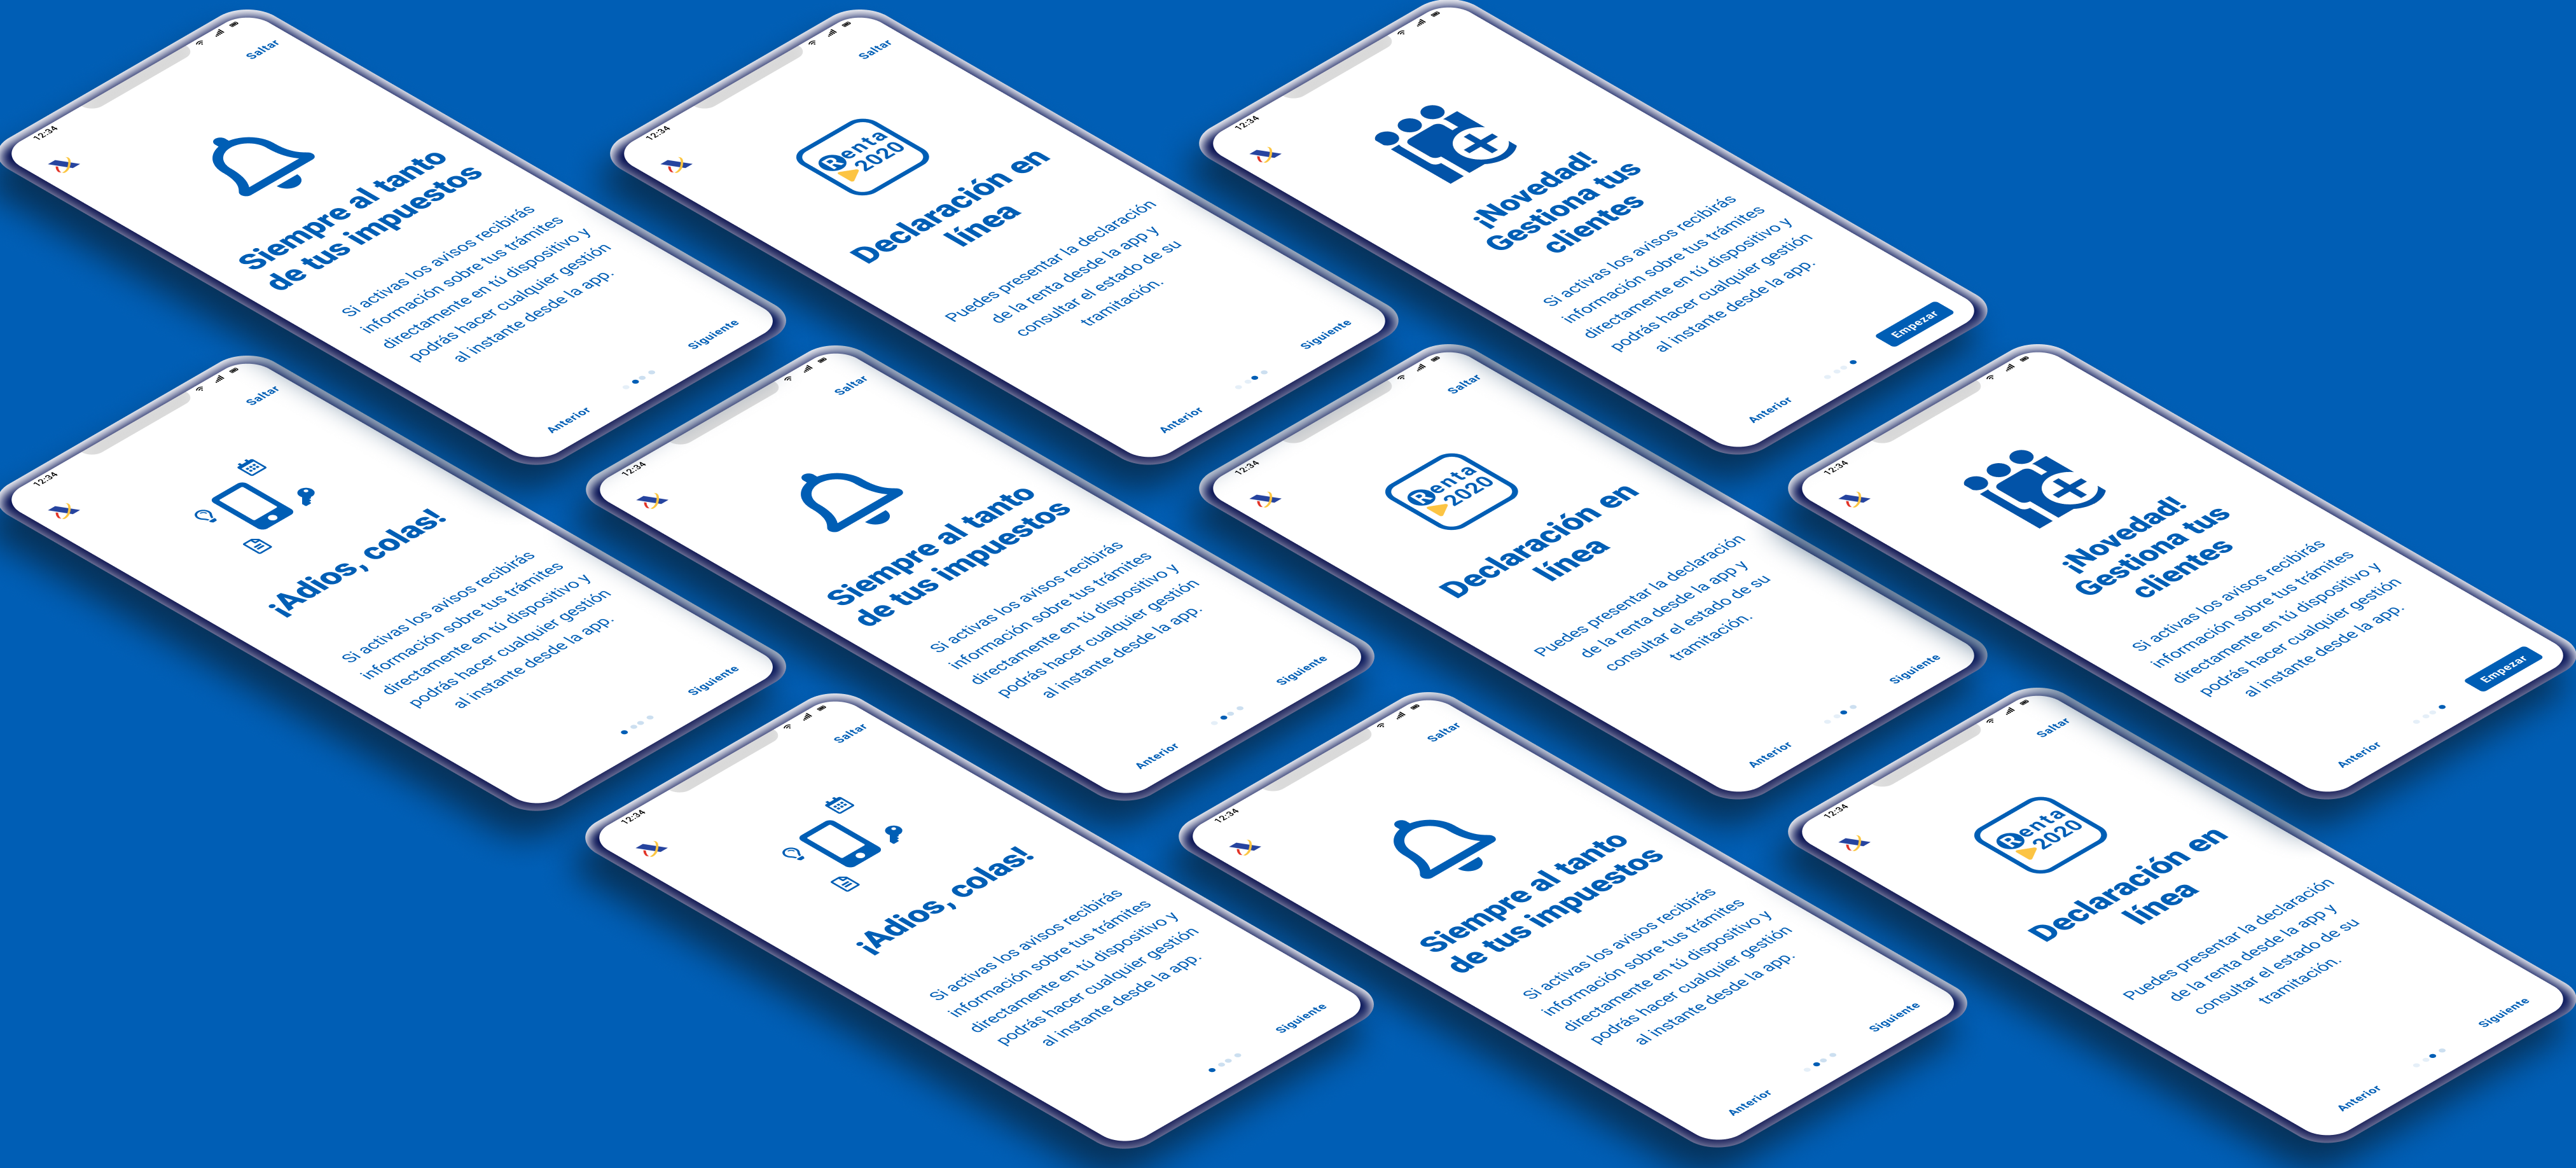 12:34
Saltar
Siempre al tanto
de tus impuestos
Si activas los avisos recibirás
información sobre tus trámites
directamente en tú dispositivo y
podrás hacer cualquier gestión
al instante desde la app.
Anterior
Siguiente
12:34
Saltar
Renta
2020
Declaración en
línea
Puedes presentar la declaración
de la renta desde la app y
consultar el estado de su
tramitación.
Anterior
Siguiente
12:34
¡Novedad!
Gestiona tus
clientes
Si activas los avisos recibirás
información sobre tus trámites
directamente en tú dispositivo y
podrás hacer cualquier gestión
al instante desde la app.
Anterior
Empezar
12:34
Saltar
¡Adios, colas!
Si activas los avisos recibirás
información sobre tus trámites
directamente en tú dispositivo y
podrás hacer cualquier gestión
al instante desde la app.
Siguiente
12:34
Saltar
Siempre al tanto
de tus impuestos
Si activas los avisos recibirás
información sobre tus trámites
directamente en tú dispositivo y
podrás hacer cualquier gestión
al instante desde la app.
Anterior
Siguiente
12:34
Saltar
Renta
2020
Declaración en
línea
Puedes presentar la declaración
de la renta desde la app y
consultar el estado de su
tramitación.
Anterior
Siguiente
12:34
¡Novedad!
Gestiona tus
clientes
Si activas los avisos recibirás
información sobre tus trámites
directamente en tú dispositivo y
podrás hacer cualquier gestión
al instante desde la app.
Anterior
Empezar
12:34
Saltar
¡Adios, colas!
Si activas los avisos recibirás
información sobre tus trámites
directamente en tú dispositivo y
podrás hacer cualquier gestión
al instante desde la app.
Siguiente
12:34
Saltar
Siempre al tanto
de tus impuestos
Si activas los avisos recibirás
información sobre tus trámites
directamente en tú dispositivo y
podrás hacer cualquier gestión
al instante desde la app.
Anterior
Siguiente
12:34
Saltar
Renta
2020
Declaración en
línea
Puedes presentar la declaración
de la renta desde la app y
consultar el estado de su
tramitación.
Anterior
Siguiente